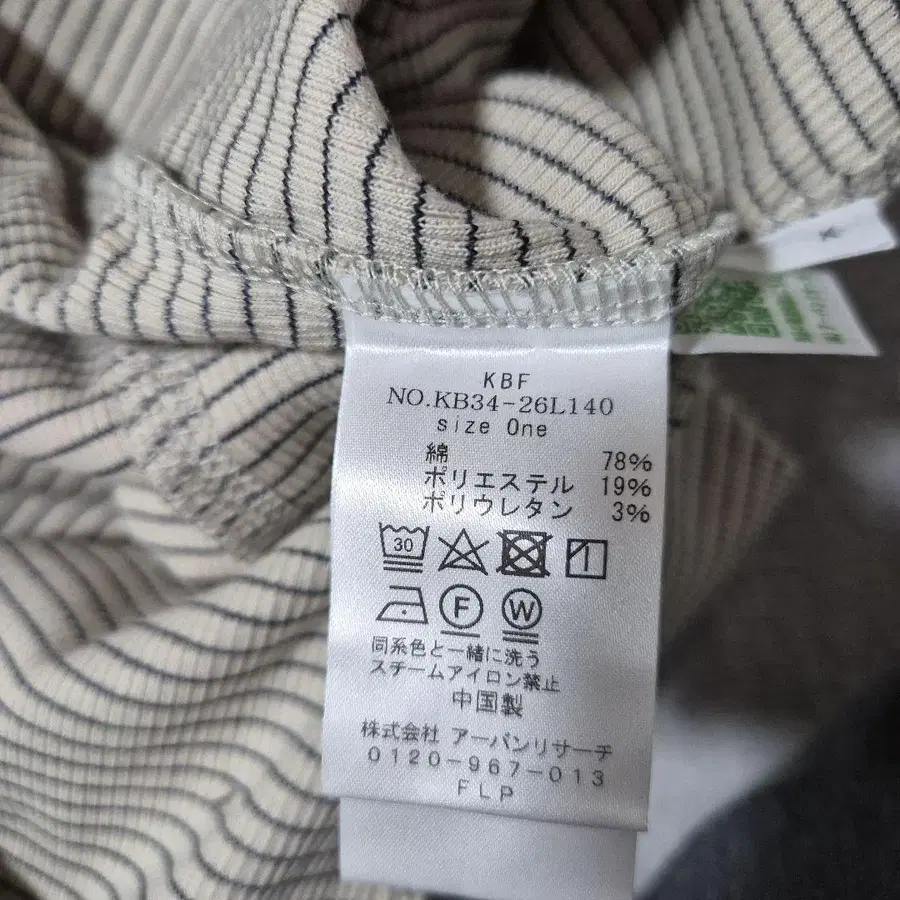 KBF
NO.KB34-26L140
size One
綿 78%
ポリエステル 19%
ポリウレタン 3%
30
F W
同系色と一緒に洗う
スチームアイロン禁止
中国製
株式会社 アーバンリサーチ
0120-967-013
FLP
K